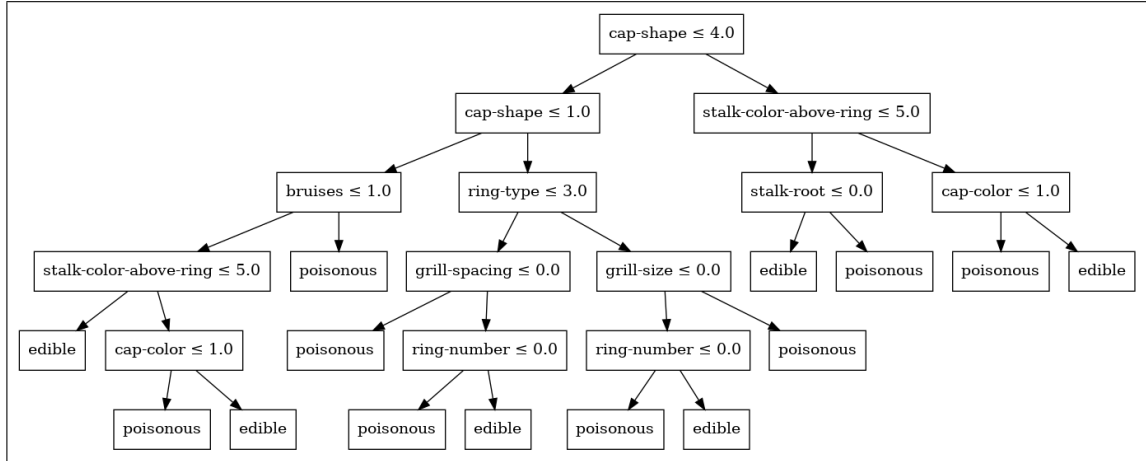 cap-shape ≤ 4.0
cap-shape ≤ 1.0
stalk-color-above-ring ≤ 5.0
bruises ≤ 1.0
ring-type ≤ 3.0
stalk-root ≤ 0.0
cap-color ≤ 1.0
stalk-color-above-ring ≤ 5.0
poisonous
grill-spacing ≤ 0.0
grill-size ≤ 0.0
edible
poisonous
poisonous
edible
edible
cap-color ≤ 1.0
poisonous
ring-number ≤ 0.0
ring-number ≤ 0.0
poisonous
poisonous
edible
poisonous
edible
poisonous
edible